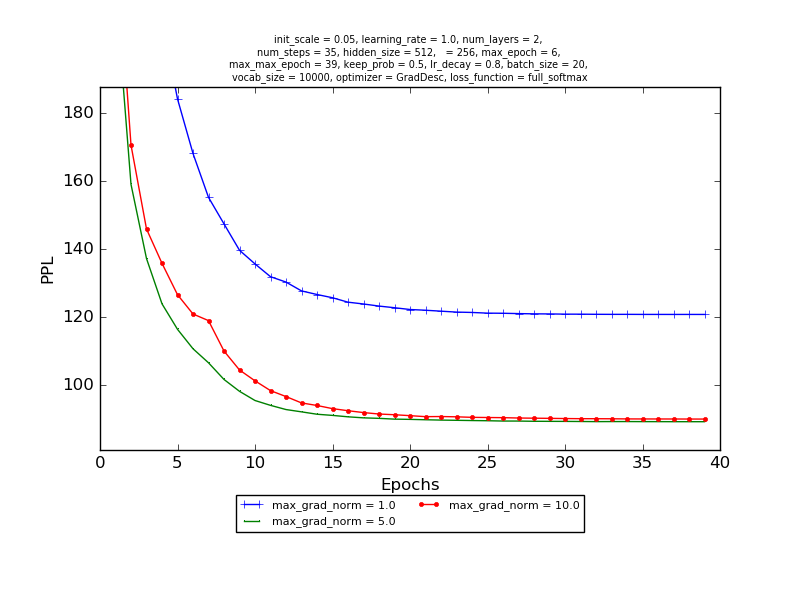 init_scale = 0.05, learning_rate = 1.0, num_layers = 2,
num_steps = 35, hidden_size = 512,   = 256, max_epoch = 6,
max_max_epoch = 39, keep_prob = 0.5, lr_decay = 0.8, batch_size = 20,
vocab_size = 10000, optimizer = GradDesc, loss_function = full_softmax
180
160
140
120
100
PPL
0 5 10 15 20 25 30 35 40
Epochs
max_grad_norm = 1.0 max_grad_norm = 10.0
max_grad_norm = 5.0